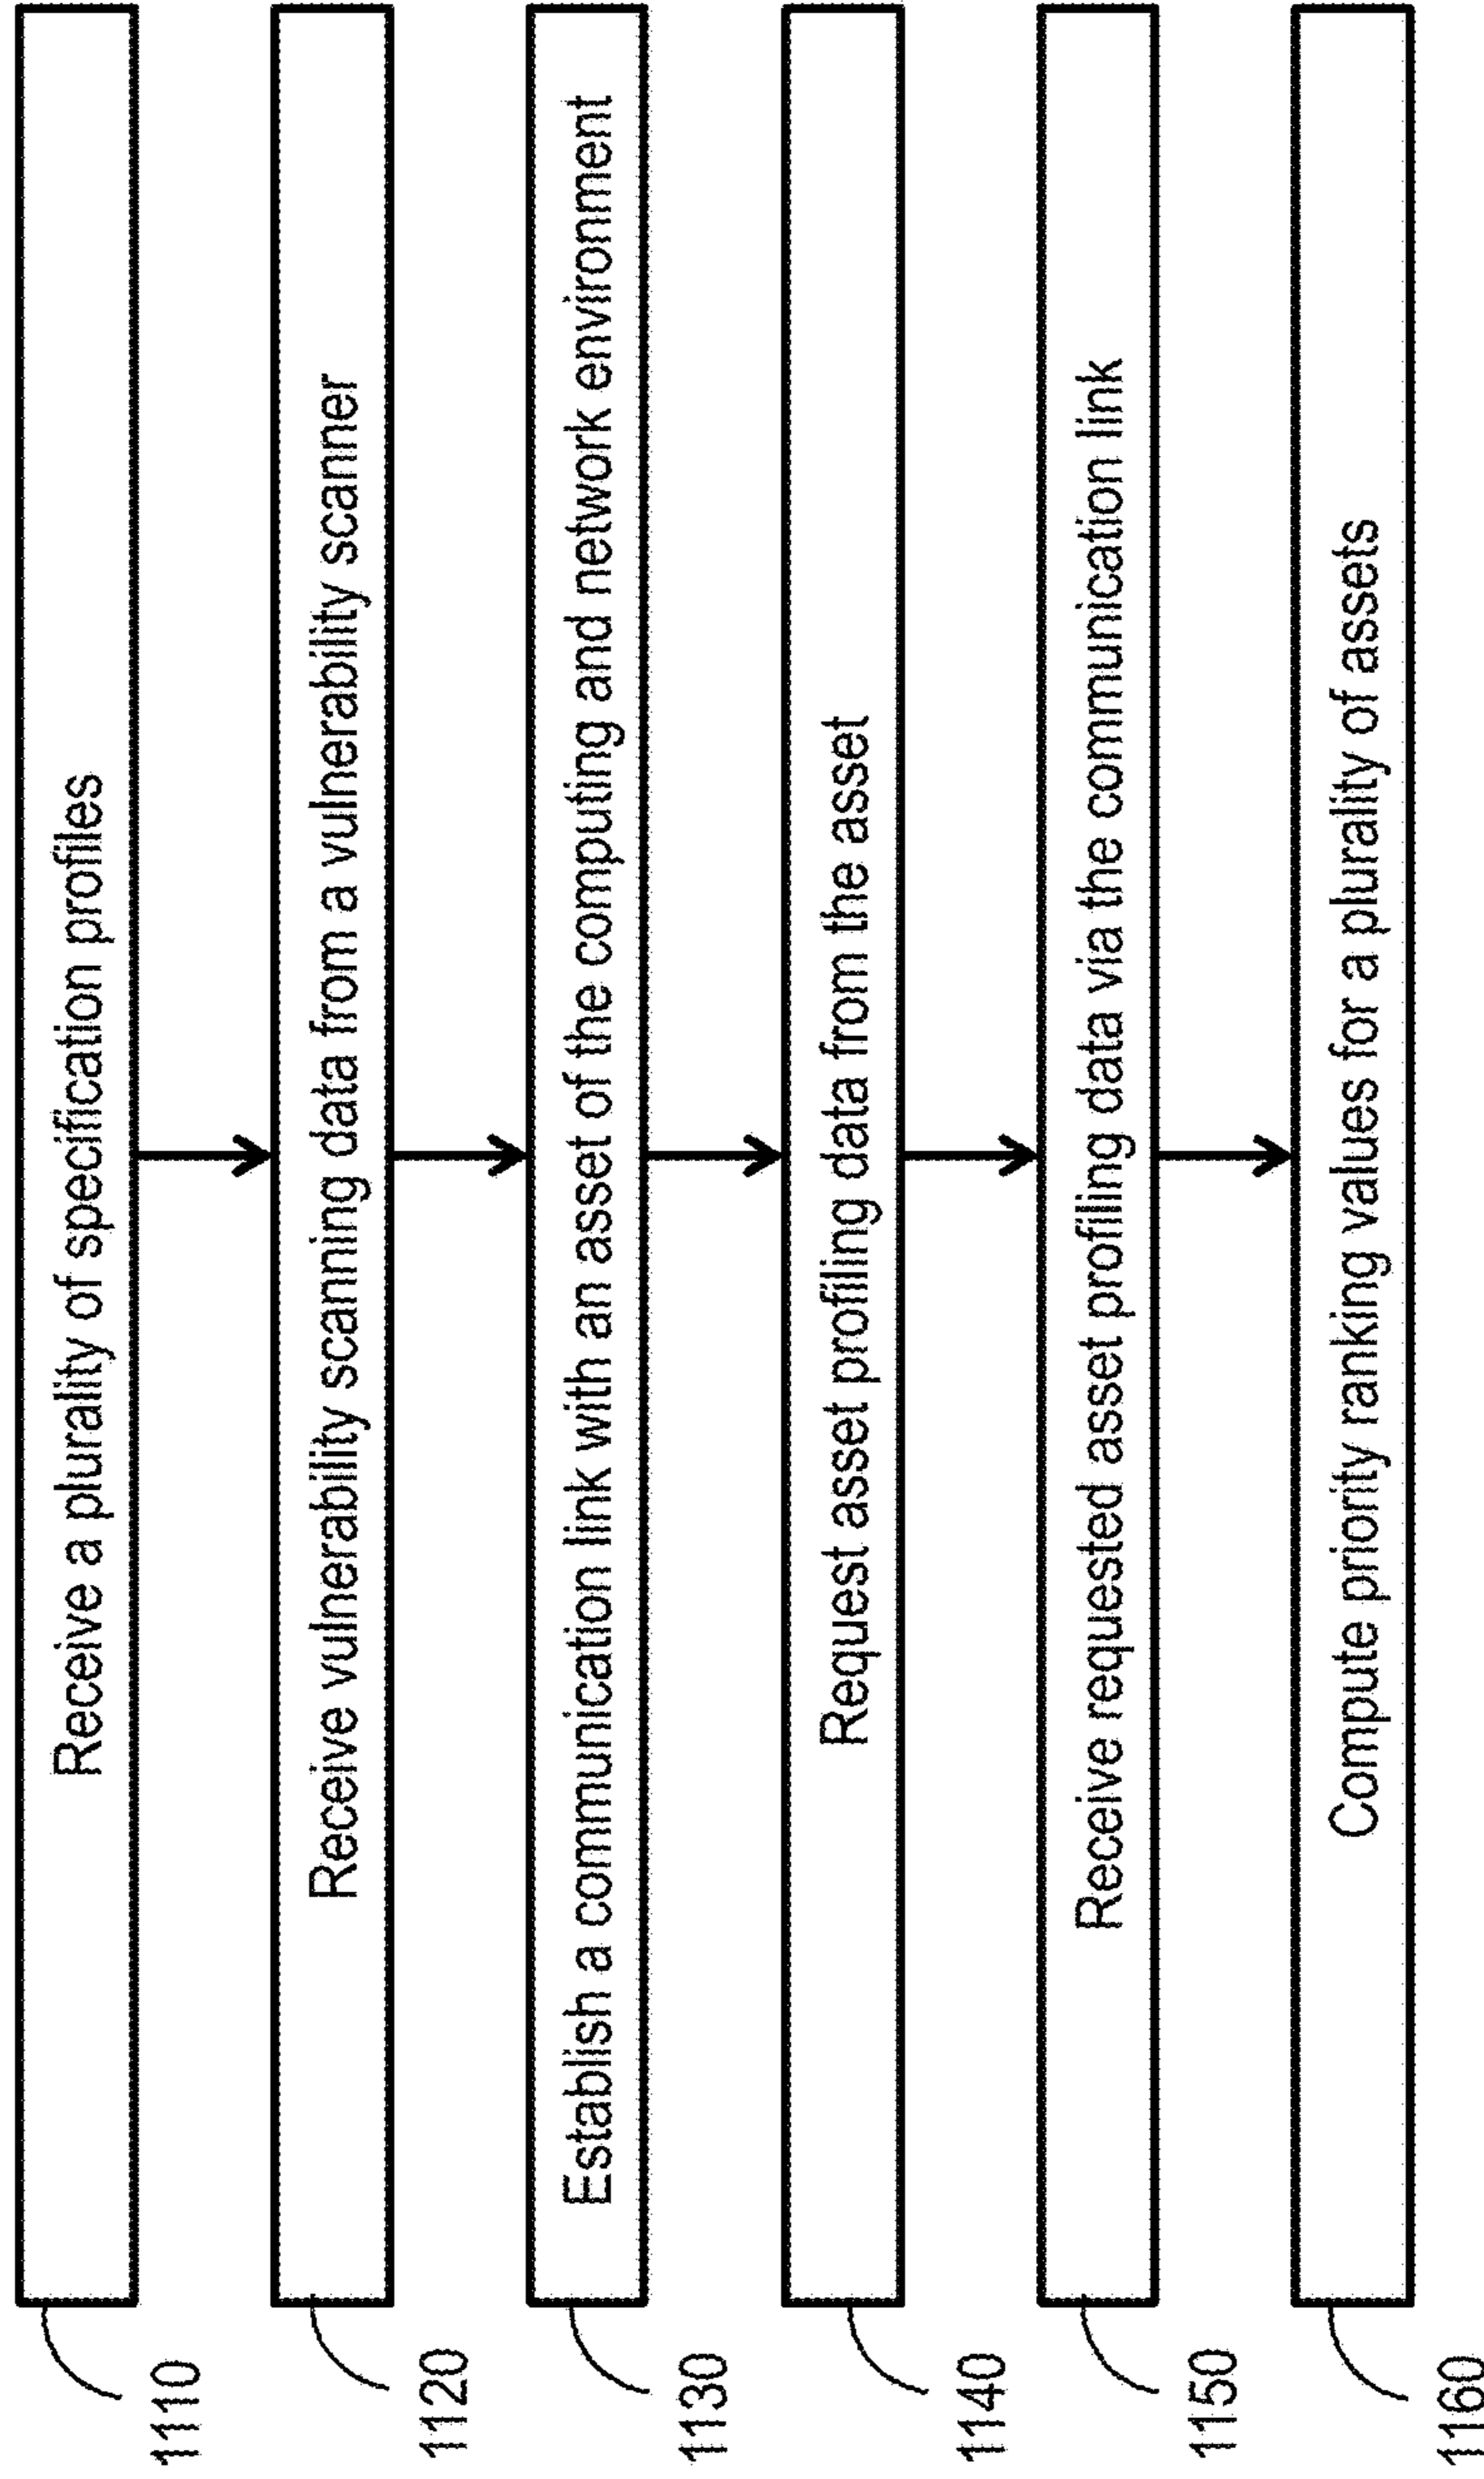 Receive a plurality of specification profiles
1110
Receive vulnerability scanning data from a vulnerability scanner
1120
Establish a communication link with an asset of the computing and network environment
1130
Request asset profiling data from the asset
1140
Receive requested asset profiling data via the communication link
1150
Compute priority ranking values for a plurality of assets
1160